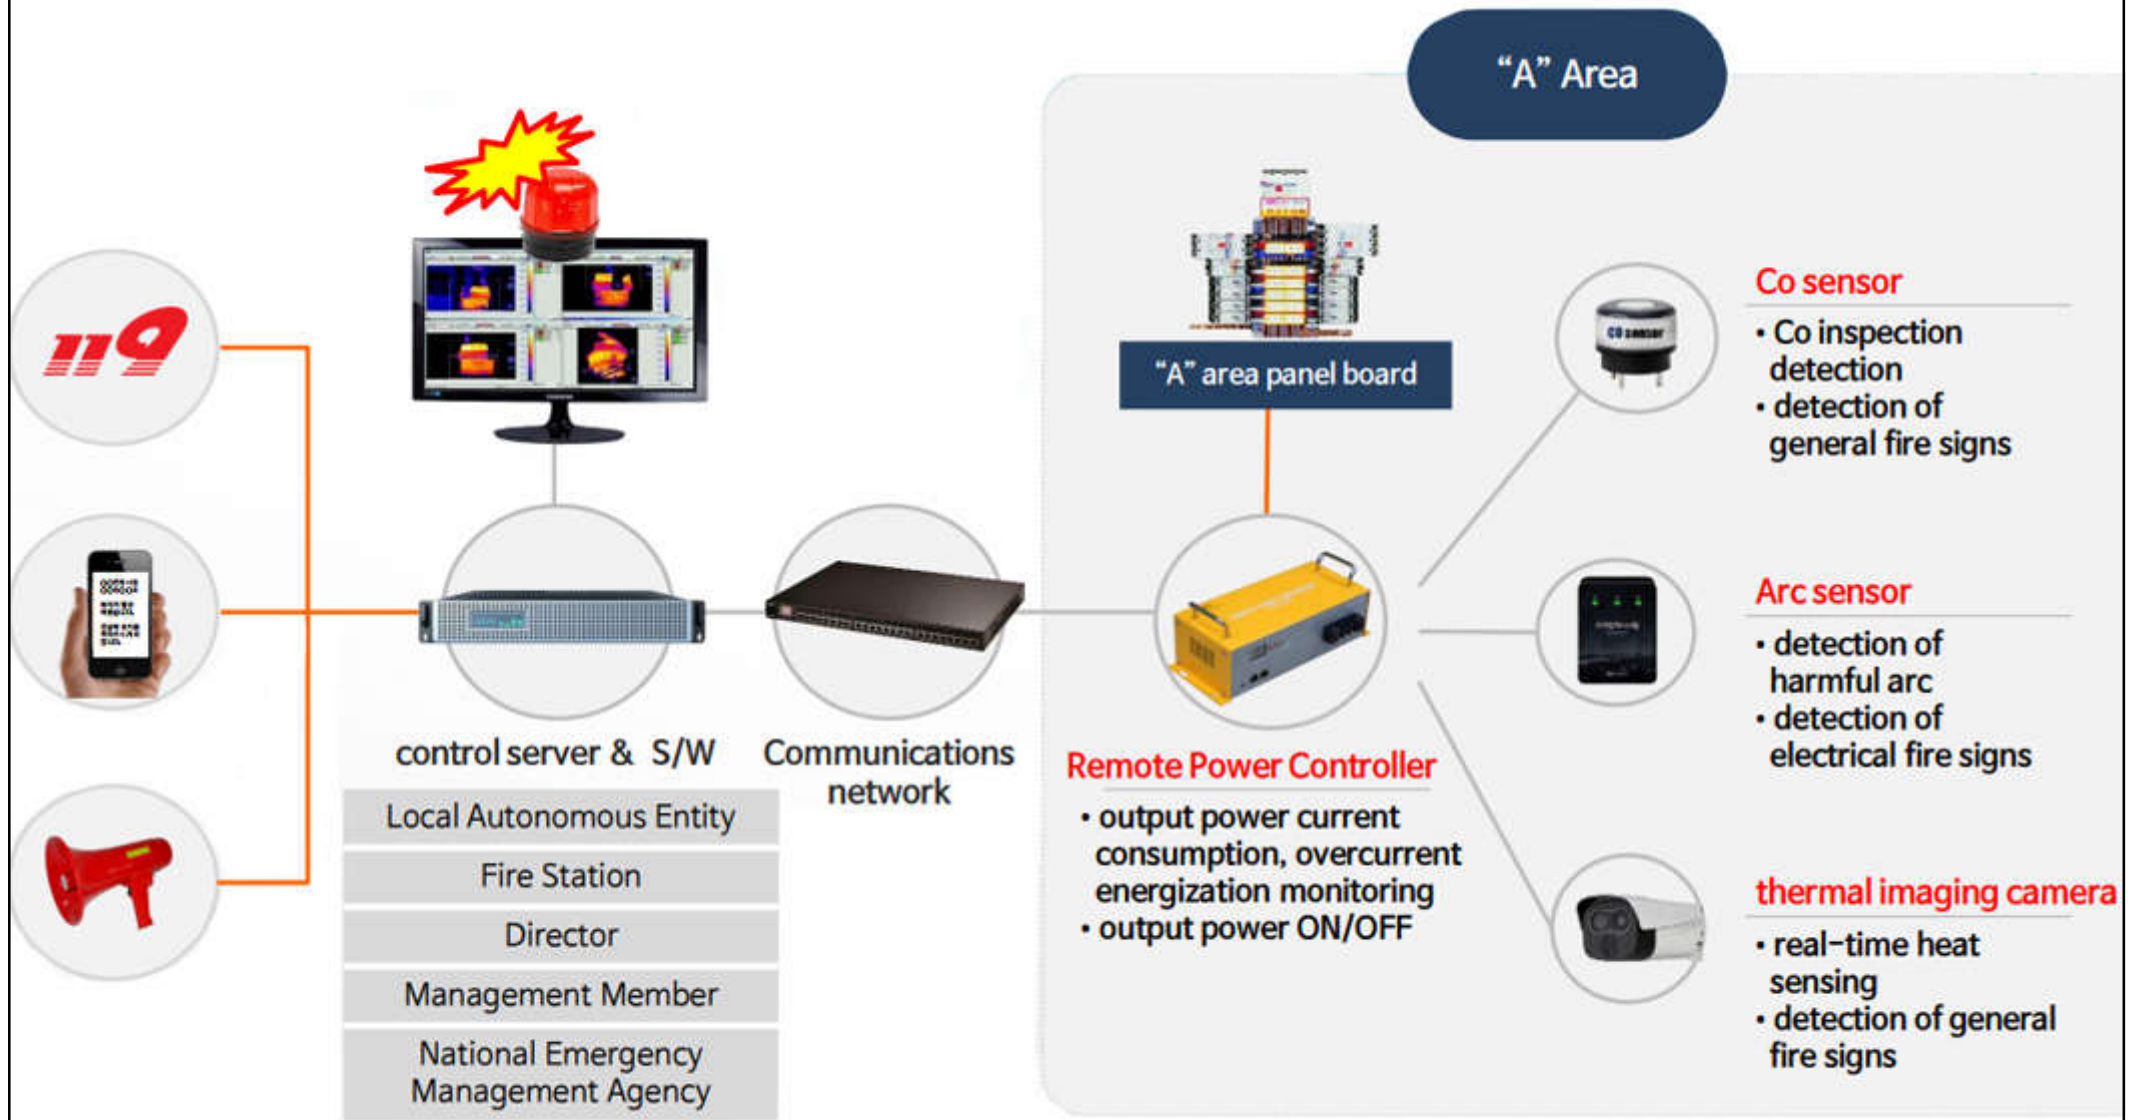 “A” Area
119
“A” area panel board
CO sensor
Co sensor
• Co inspection
detection
• detection of
general fire signs
Arc sensor
• detection of
harmful arc
• detection of
electrical fire signs
thermal imaging camera
• real-time heat
sensing
• detection of general
fire signs
Remote Power Controller
• output power current
consumption, overcurrent
energization monitoring
• output power ON/OFF
Communications
network
control server & S/W
Local Autonomous Entity
Fire Station
Director
Management Member
National Emergency
Management Agency